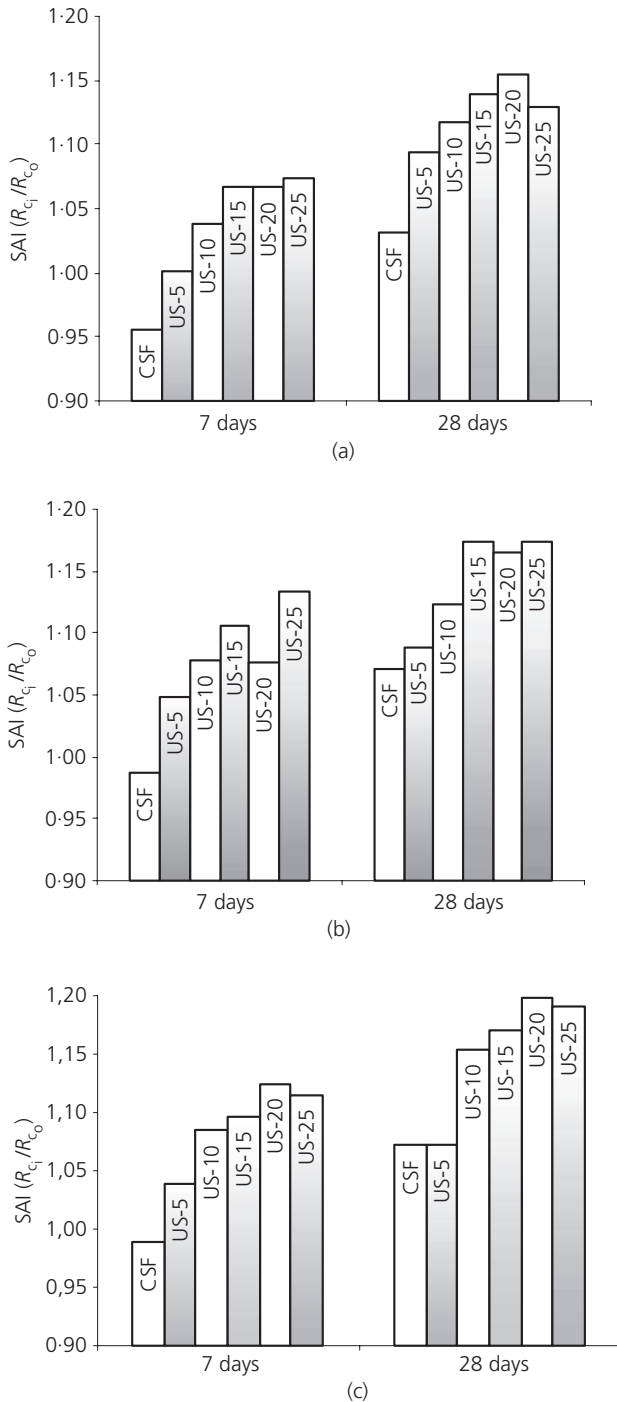 1·20
1·15
1·10
1·05
1·00
0·95
0·90
SAI (Rci/Rco)
CSF
US-5
US-10
US-15
US-20
US-25
CSF
US-5
US-10
US-15
US-20
US-25
7 days
28 days
(a)
1·20
1·15
1·10
1·05
1·00
0·95
0·90
SAI (Rci/Rco)
CSF
US-5
US-10
US-15
US-20
US-25
CSF
US-5
US-10
US-15
US-20
US-25
7 days
28 days
(b)
1,20
1,15
1,10
1,05
1,00
0,95
0·90
SAI (Rci/Rco)
CSF
US-5
US-10
US-15
US-20
US-25
CSF
US-5
US-10
US-15
US-20
US-25
7 days
28 days
(c)